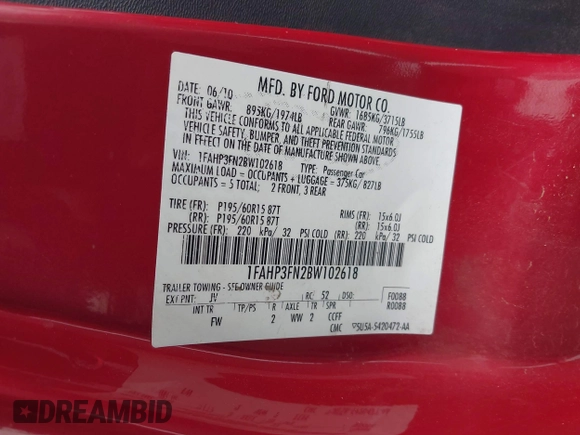 MFD. BY FORD MOTOR CO.
DATE: 06/10 GVWR: 1685KG/3715LB
FRONT GAWR: 895KG/1974LB REAR GAWR: 796KG/1755LB
THIS VEHICLE CONFORMS TO ALL APPLICABLE FEDERAL MOTOR
VEHICLE SAFETY, BUMPER, AND THEFT PREVENTION STANDARDS
IN EFFECT ON THE DATE OF MANUFACTURE SHOWN ABOVE.
VIN: 1FAHP3FN2BW102618 TYPE: Passenger Car
MAXIMUM LOAD = OCCUPANTS + LUGGAGE = 375KG/827LB
OCCUPANTS = 5 TOTAL; 2 FRONT, 3 REAR
TIRE (FR): P195/60R15 87T RIMS (FR): 15x6.0J
(RR): P195/60R15 87T (RR): 15x6.0J
PRESSURE (FR): 220 kPa/ 32 PSI COLD (RR) 220 kPa/ 32 PSI COLD
1FAHP3FN2BW102618
TRAILER TOWING - SEE OWNER GUIDE
EXT PNT: JV RC: 52 DSO: F0088
R0088
INT TR TP/PS R AXLE TR SPR
FW 2 WW 2 CCFF
CMC 5U5A-5420472-AA
DREAMBID